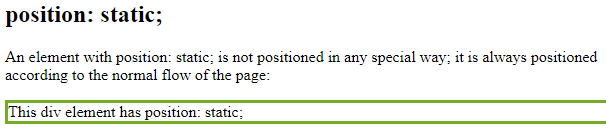 position: static;
An element with position: static; is not positioned in any special way; it is always positioned
according to the normal flow of the page:
This div element has position: static;